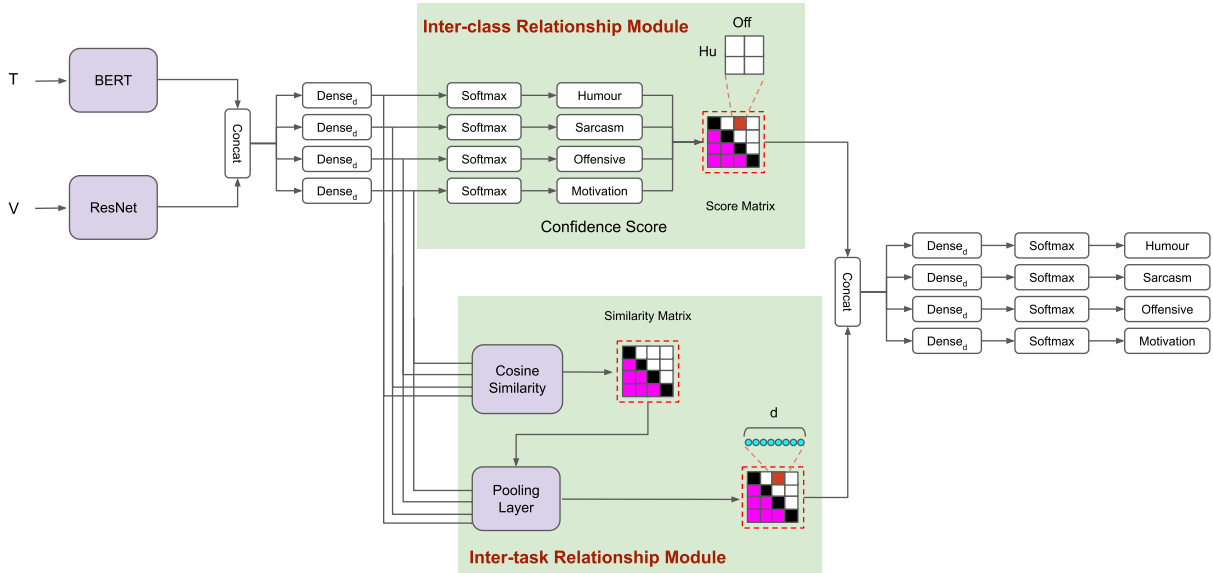 Inter-class Relationship Module
Off
Hu
T
BERT
V
ResNet
Concat
Dense_d
Dense_d
Dense_d
Dense_d
Softmax
Softmax
Softmax
Softmax
Humour
Sarcasm
Offensive
Motivation
Score Matrix
Confidence Score
Similarity Matrix
Cosine
Similarity
d
Pooling
Layer
Inter-task Relationship Module
Concat
Dense_d
Softmax
Humour
Dense_d
Softmax
Sarcasm
Dense_d
Softmax
Offensive
Dense_d
Softmax
Motivation